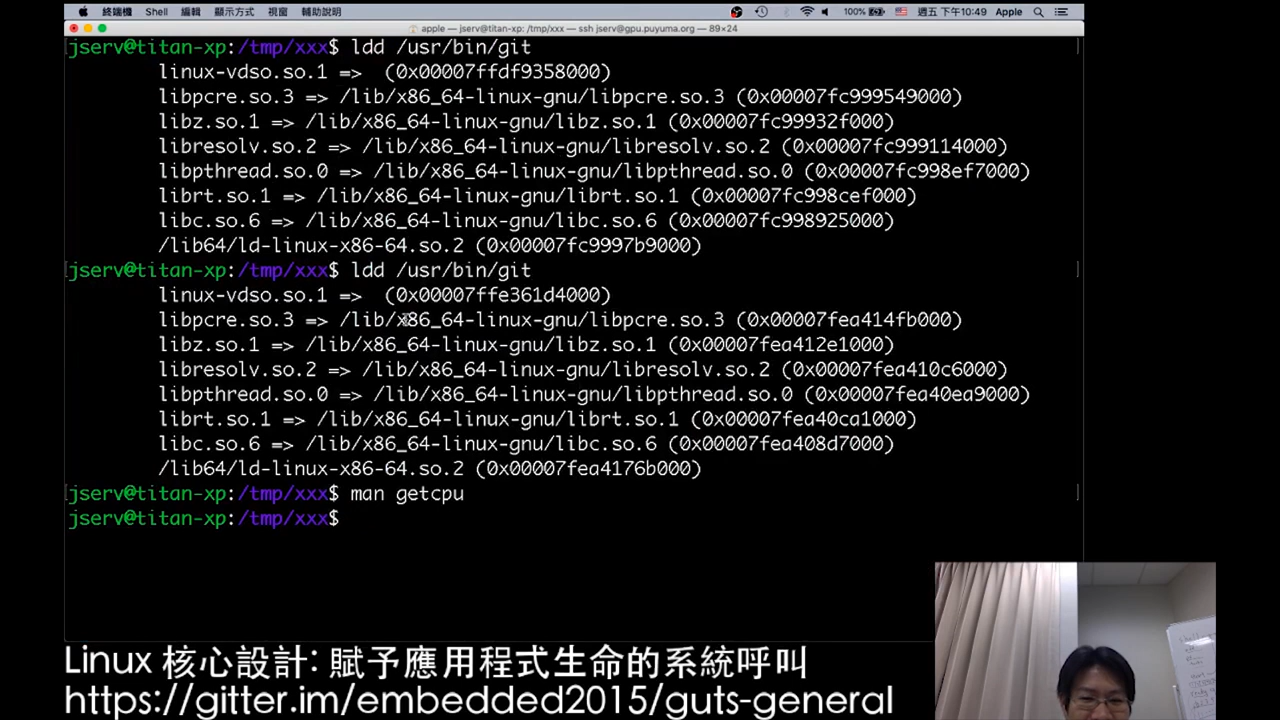 終端機 Shell 編輯 顯示方式 視窗 輔助說明 100% 週五 下午10:49 Apple
apple — jserv@titan-xp: /tmp/xxx — ssh jserv@gpu.puyuma.org — 89×24
jserv@titan-xp:/tmp/xxx$ ldd /usr/bin/git
linux-vdso.so.1 => (0x00007ffdf9358000)
libpcre.so.3 => /lib/x86_64-linux-gnu/libpcre.so.3 (0x00007fc999549000)
libz.so.1 => /lib/x86_64-linux-gnu/libz.so.1 (0x00007fc99932f000)
libresolv.so.2 => /lib/x86_64-linux-gnu/libresolv.so.2 (0x00007fc999114000)
libpthread.so.0 => /lib/x86_64-linux-gnu/libpthread.so.0 (0x00007fc998ef7000)
librt.so.1 => /lib/x86_64-linux-gnu/librt.so.1 (0x00007fc998cef000)
libc.so.6 => /lib/x86_64-linux-gnu/libc.so.6 (0x00007fc998925000)
/lib64/ld-linux-x86-64.so.2 (0x00007fc9997b9000)
jserv@titan-xp:/tmp/xxx$ ldd /usr/bin/git
linux-vdso.so.1 => (0x00007ffe361d4000)
libpcre.so.3 => /lib/x86_64-linux-gnu/libpcre.so.3 (0x00007fea414fb000)
libz.so.1 => /lib/x86_64-linux-gnu/libz.so.1 (0x00007fea412e1000)
libresolv.so.2 => /lib/x86_64-linux-gnu/libresolv.so.2 (0x00007fea410c6000)
libpthread.so.0 => /lib/x86_64-linux-gnu/libpthread.so.0 (0x00007fea40ea9000)
librt.so.1 => /lib/x86_64-linux-gnu/librt.so.1 (0x00007fea40ca1000)
libc.so.6 => /lib/x86_64-linux-gnu/libc.so.6 (0x00007fea408d7000)
/lib64/ld-linux-x86-64.so.2 (0x00007fea4176b000)
jserv@titan-xp:/tmp/xxx$ man getcpu
jserv@titan-xp:/tmp/xxx$
Linux 核心設計: 賦予應用程式生命的系統呼叫
https://gitter.im/embedded2015/guts-general